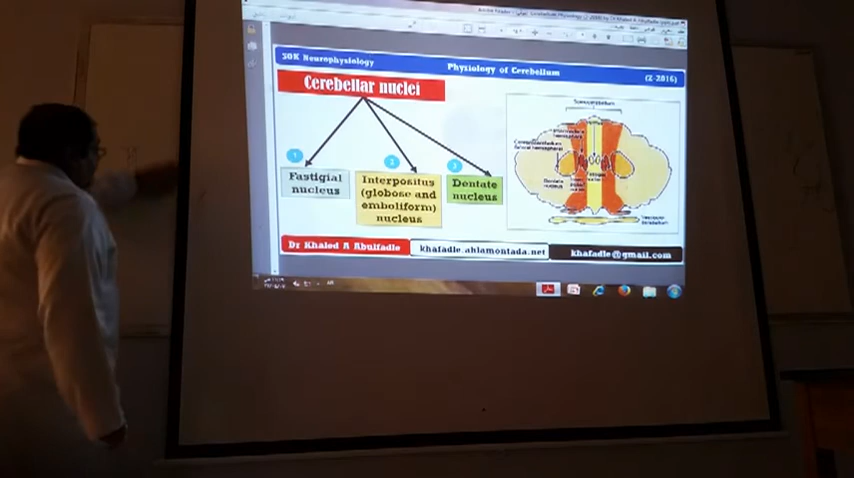 SOK Neurophysiology
Physiology of Cerebellum
(Z-2016)
Cerebellar nuclei
1
2
3
Fastigial
nucleus
Interpositus
(globose and
emboliform)
nucleus
Dentate
nucleus
Dr Khaled A Abulfadle
khafadle.ahlamontada.net
khafadle@gmail.com